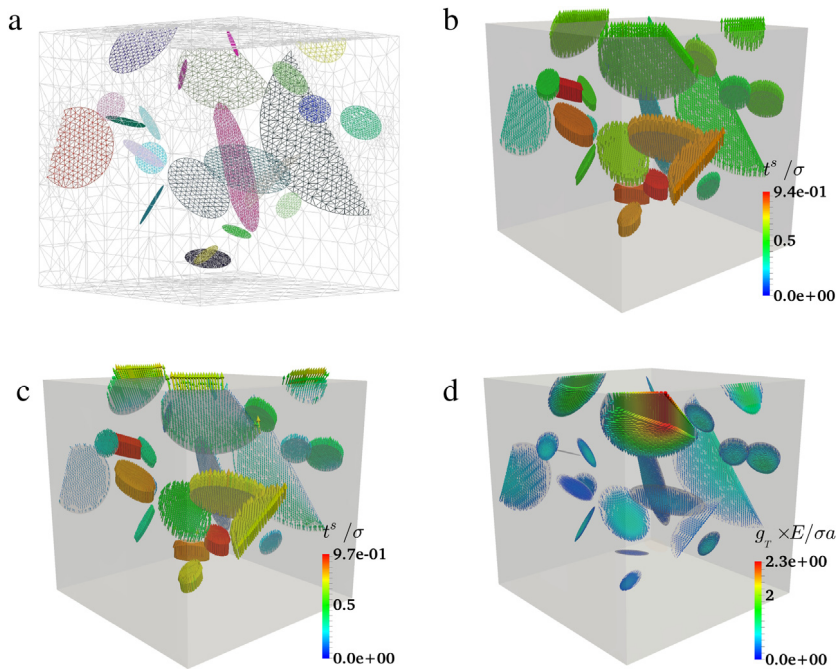 a
b
t^s /σ
9.4e-01
0.5
0.0e+00
c
t^s /σ
9.7e-01
0.5
0.0e+00
d
g_T ×E/σa
2.3e+00
2
0.0e+00